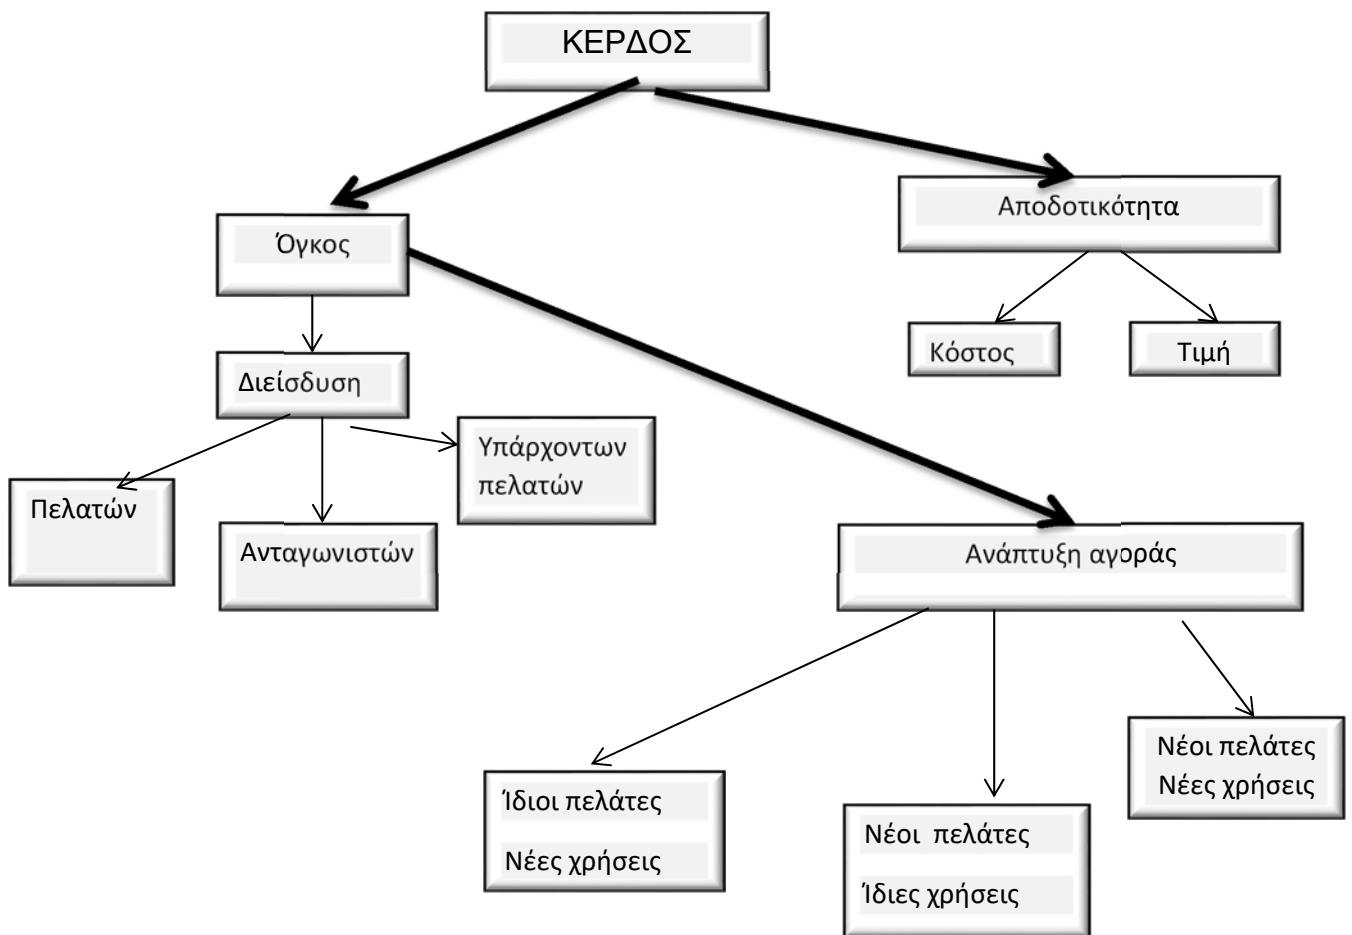 ΚΕΡΔΟΣ
Αποδοτικότητα
Όγκος
Κόστος
Τιμή
Διείσδυση
Υπάρχοντων
πελατών
Πελατών
Ανταγωνιστών
Ανάπτυξη αγοράς
Ίδιοι πελάτες
Νέες χρήσεις
Νέοι πελάτες
Ίδιες χρήσεις
Νέοι πελάτες
Νέες χρήσεις